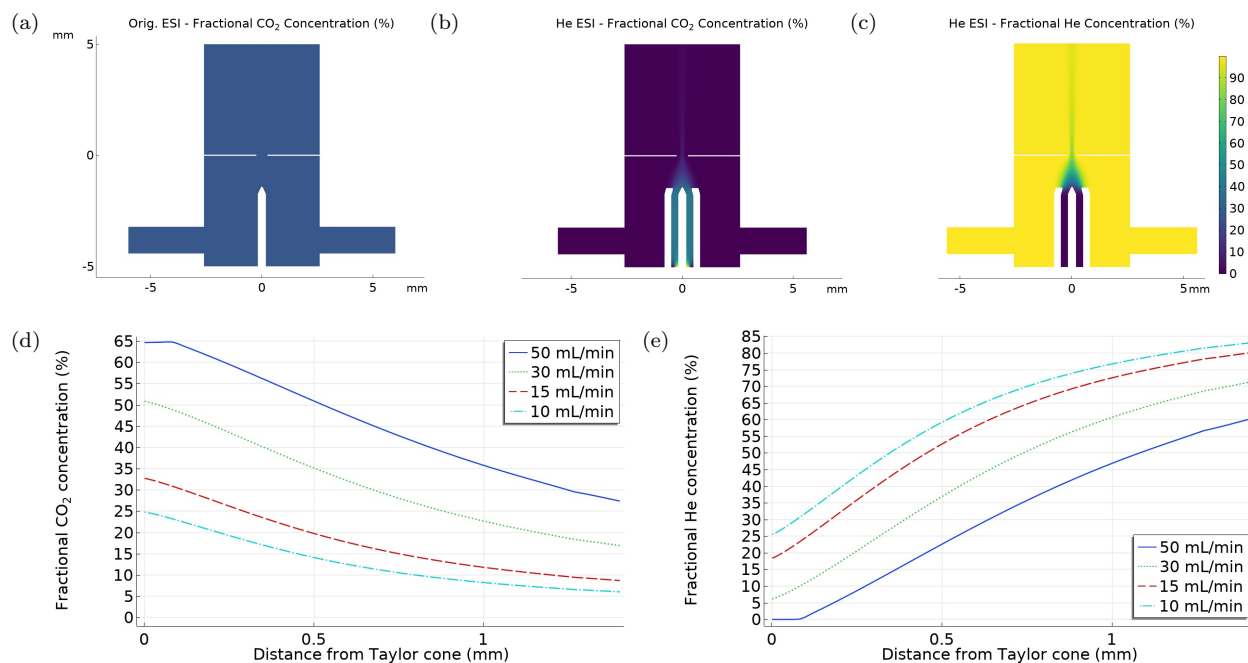 (a)
Orig. ESI - Fractional CO₂ Concentration (%)
mm
5
0
-5
-5
0
5
mm
(b)
He ESI - Fractional CO₂ Concentration (%)
-5
0
5
mm
(c)
He ESI - Fractional He Concentration (%)
-5
0
5 mm
90
80
70
60
50
40
30
20
10
0
(d)
Fractional CO₂ concentration (%)
65
60
55
50
45
40
35
30
25
20
15
10
5
0
50 mL/min
30 mL/min
15 mL/min
10 mL/min
0
0.5
1
Distance from Taylor cone (mm)
(e)
Fractional He concentration (%)
85
80
75
70
65
60
55
50
45
40
35
30
25
20
15
10
5
0
50 mL/min
30 mL/min
15 mL/min
10 mL/min
0
0.5
1
Distance from Taylor cone (mm)